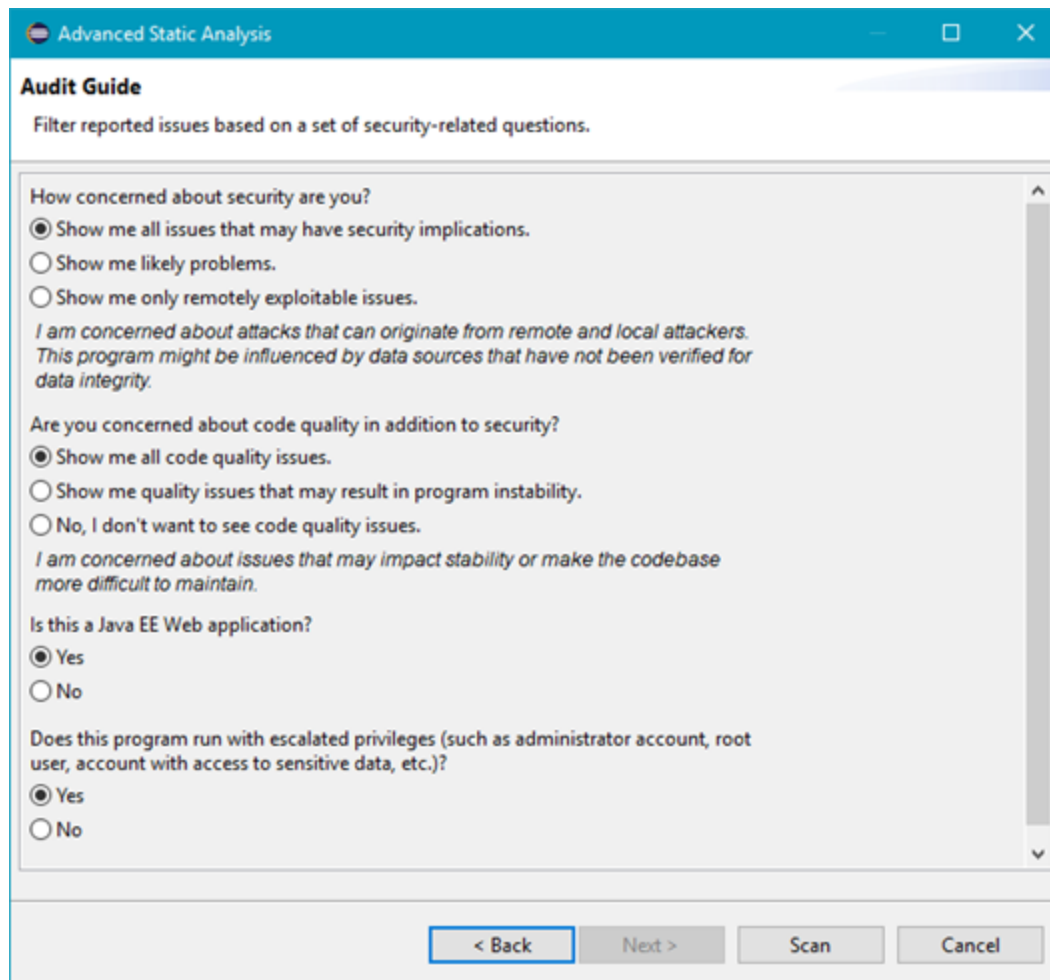 Advanced Static Analysis
Audit Guide
Filter reported issues based on a set of security-related questions.
How concerned about security are you?
Show me all issues that may have security implications.
Show me likely problems.
Show me only remotely exploitable issues.
I am concerned about attacks that can originate from remote and local attackers.
This program might be influenced by data sources that have not been verified for
data integrity.
Are you concerned about code quality in addition to security?
Show me all code quality issues.
Show me quality issues that may result in program instability.
No, I don't want to see code quality issues.
I am concerned about issues that may impact stability or make the codebase
more difficult to maintain.
Is this a Java EE Web application?
Yes
No
Does this program run with escalated privileges (such as administrator account, root
user, account with access to sensitive data, etc.)?
Yes
No
< Back
Next >
Scan
Cancel